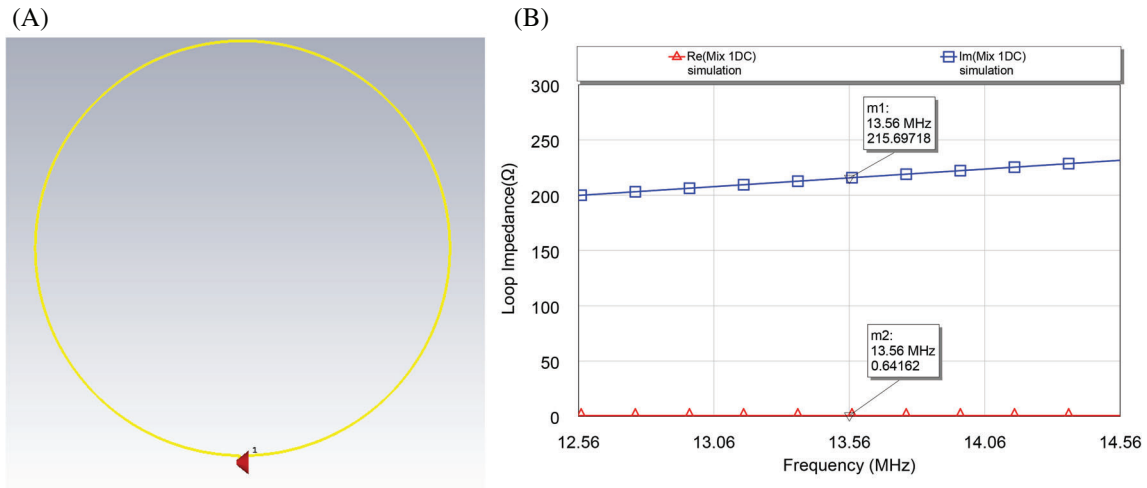 (A)
1
(B)
Re(Mix 1DC)
simulation
Im(Mix 1DC)
simulation
300
250
200
150
100
50
0
Loop Impedance(Ω)
m1:
13.56 MHz
215.69718
m2:
13.56 MHz
0.64162
12.56 13.06 13.56 14.06 14.56
Frequency (MHz)